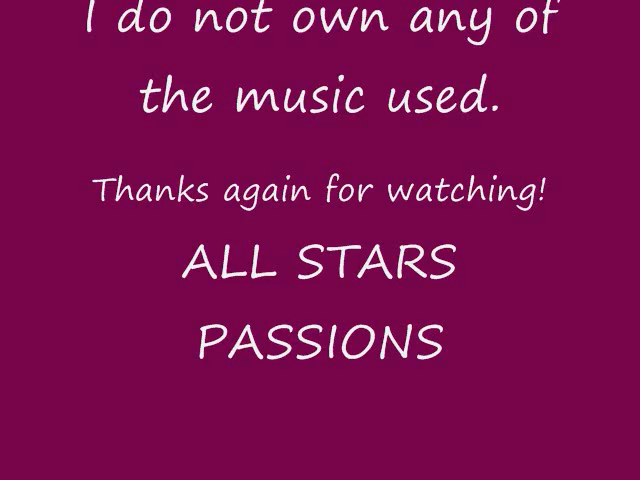 I do not own any of
the music used.
Thanks again for watching!
ALL STARS
PASSIONS